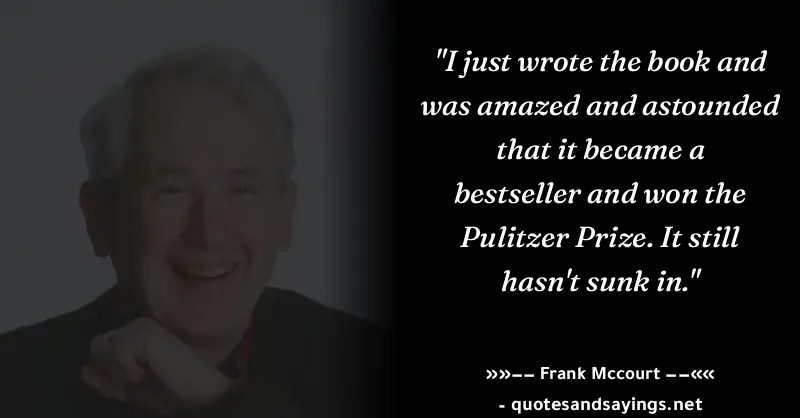 "I just wrote the book and
was amazed and astounded
that it became a
bestseller and won the
Pulitzer Prize. It still
hasn't sunk in."
»»–– Frank Mccourt ––««
- quotesandsayings.net